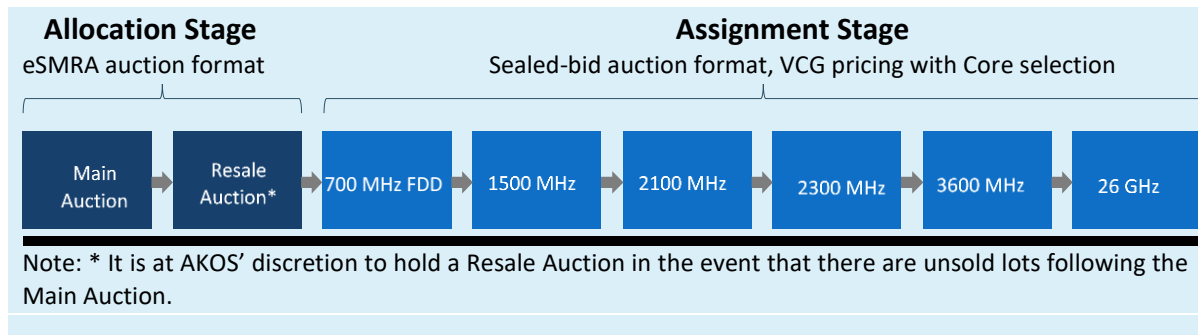 Allocation Stage
Assignment Stage
eSMRA auction format
Sealed-bid auction format, VCG pricing with Core selection
Main
Auction
Resale
Auction*
700 MHz FDD
1500 MHz
2100 MHz
2300 MHz
3600 MHz
26 GHz
Note: * It is at AKOS’ discretion to hold a Resale Auction in the event that there are unsold lots following the
Main Auction.